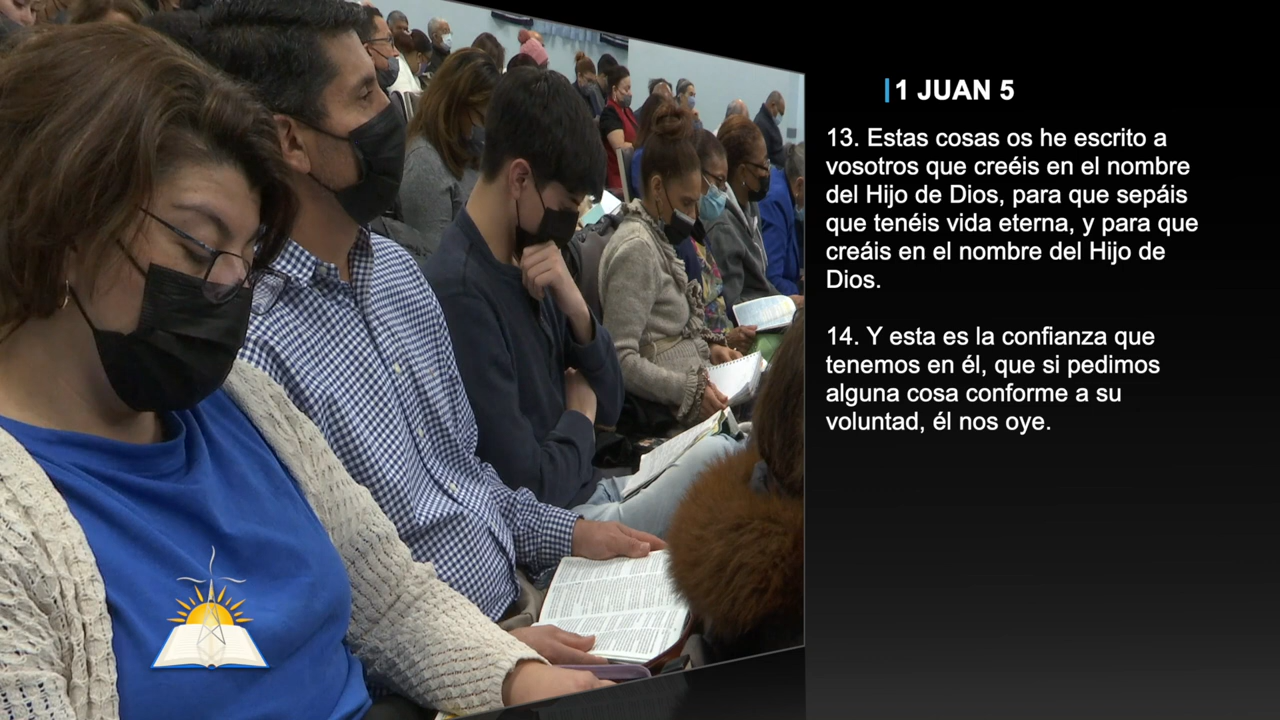 1 JUAN 5
13. Estas cosas os he escrito a
vosotros que creéis en el nombre
del Hijo de Dios, para que sepáis
que tenéis vida eterna, y para que
creáis en el nombre del Hijo de
Dios.
14. Y esta es la confianza que
tenemos en él, que si pedimos
alguna cosa conforme a su
voluntad, él nos oye.